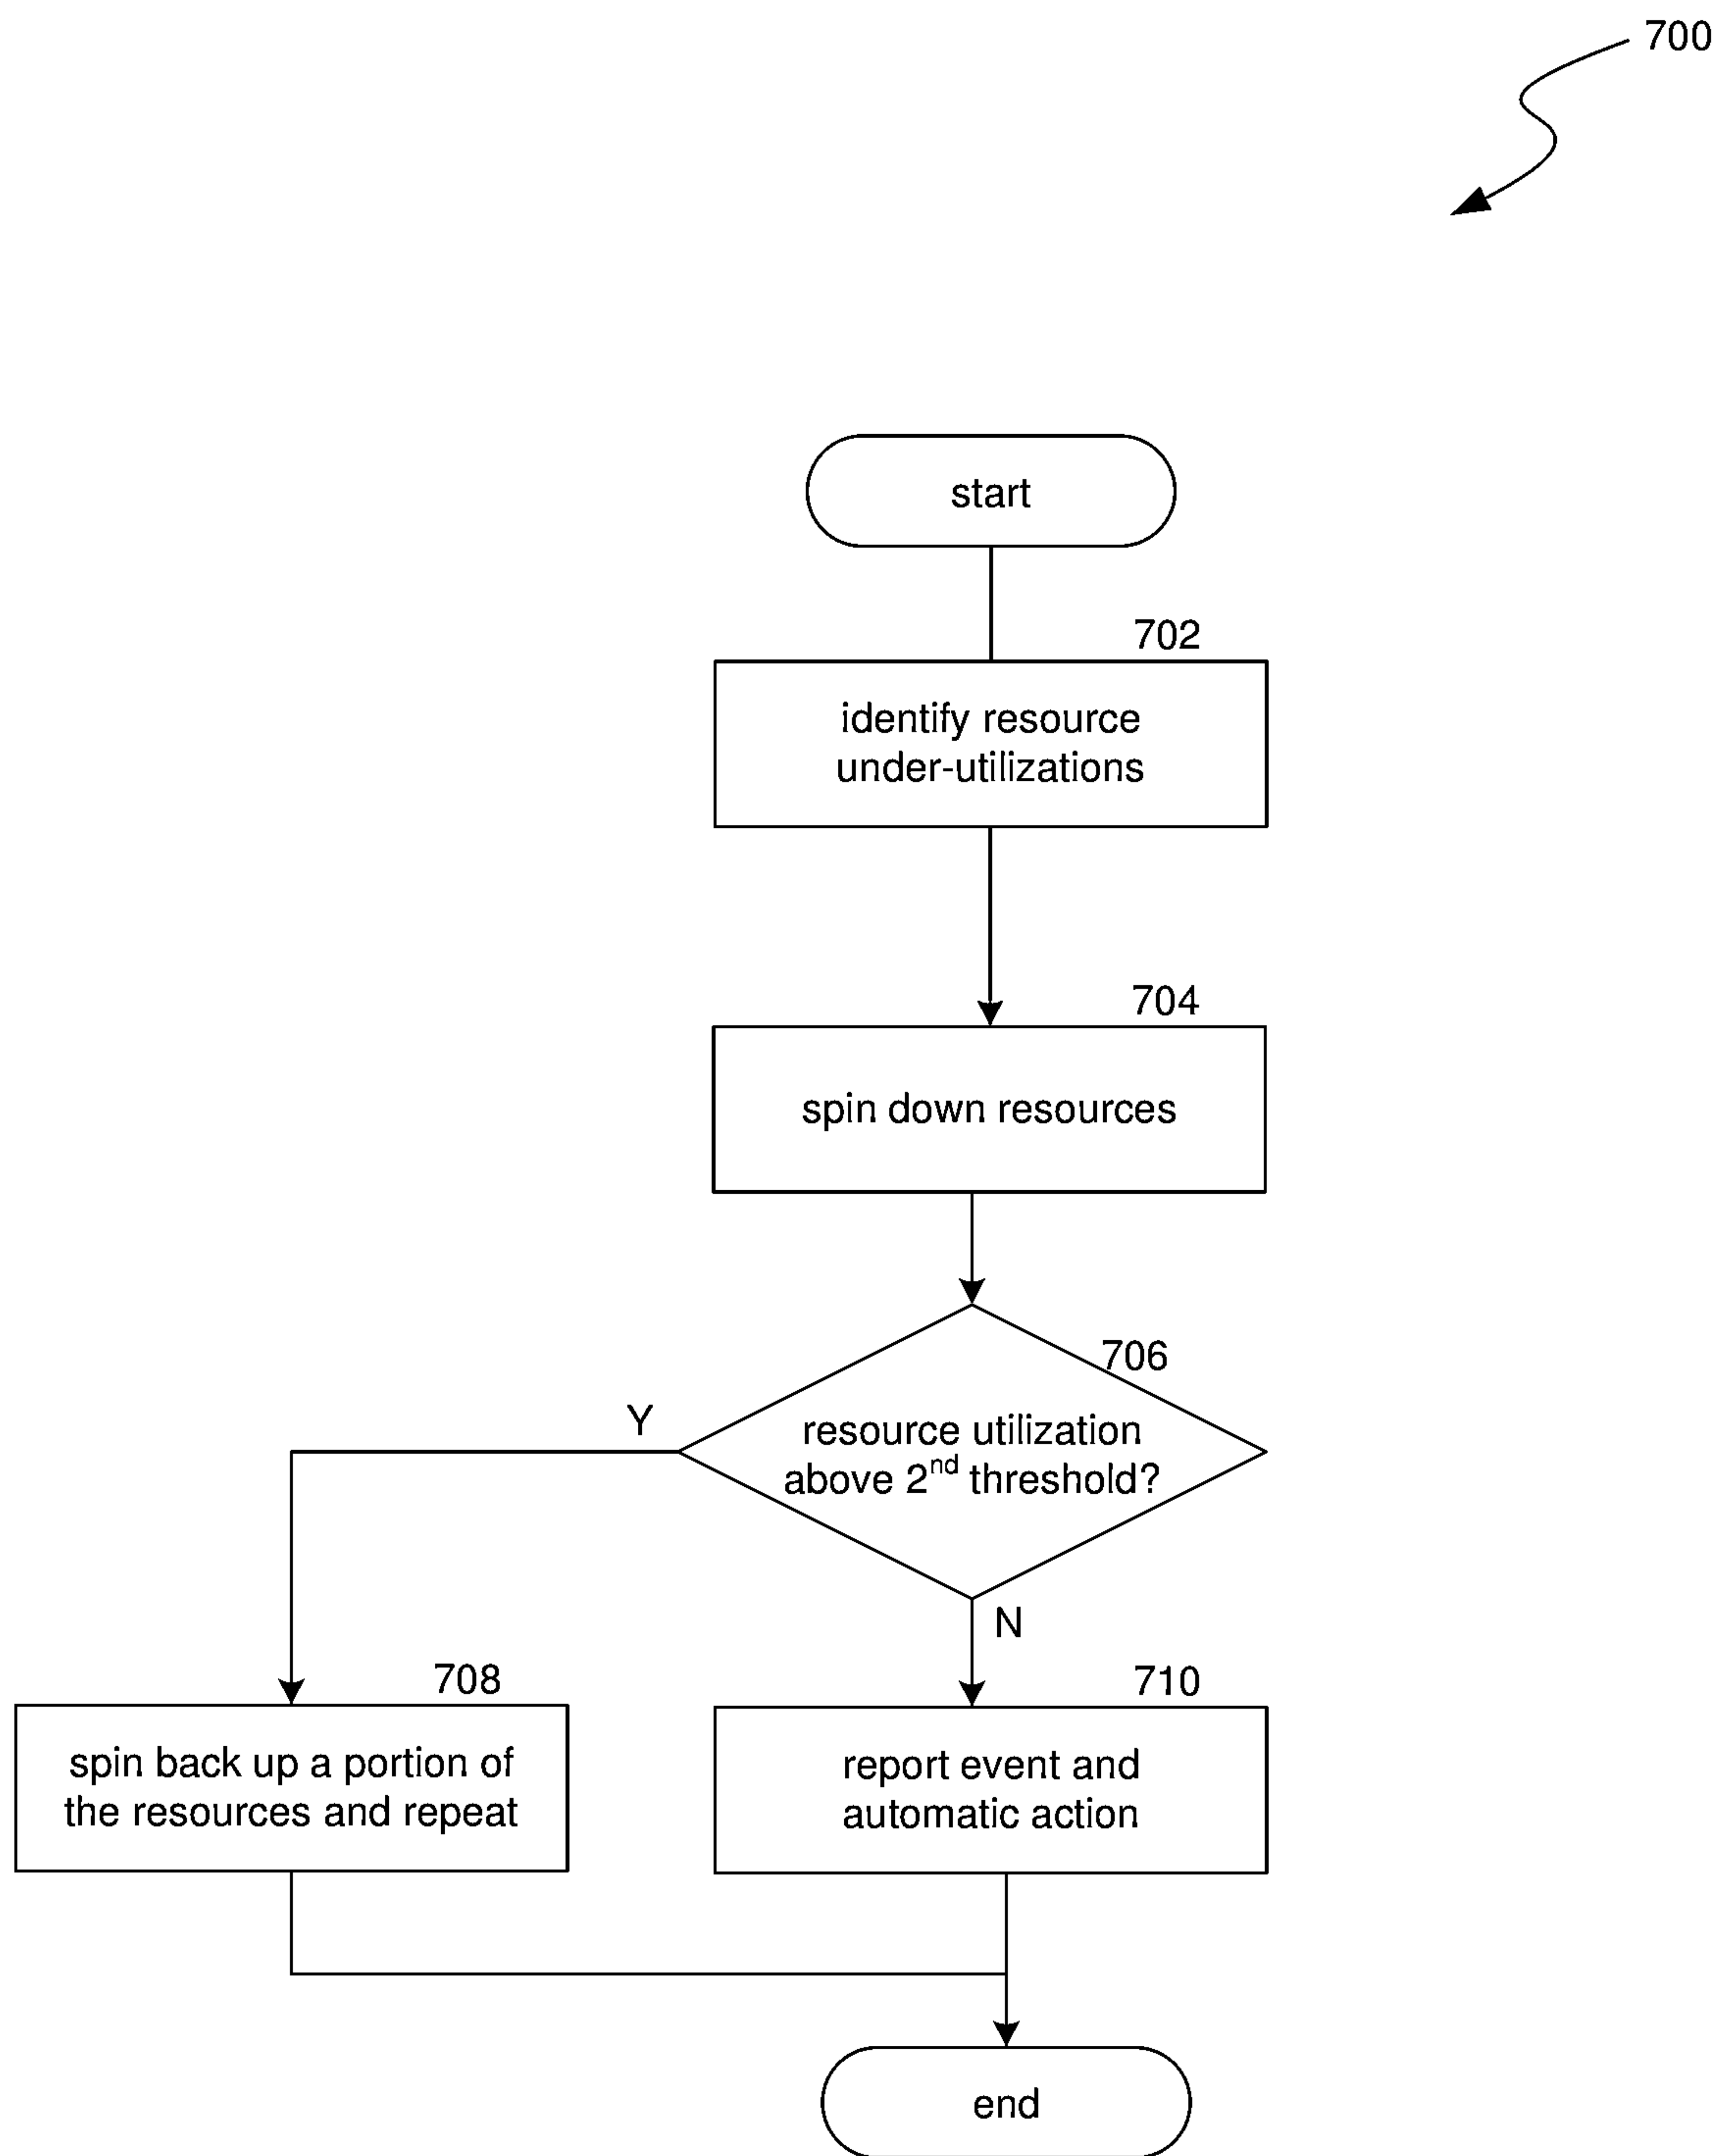 700
start
702
identify resource
under-utilizations
704
spin down resources
706
Y
resource utilization
above 2nd threshold?
N
708
710
spin back up a portion of
the resources and repeat
report event and
automatic action
end